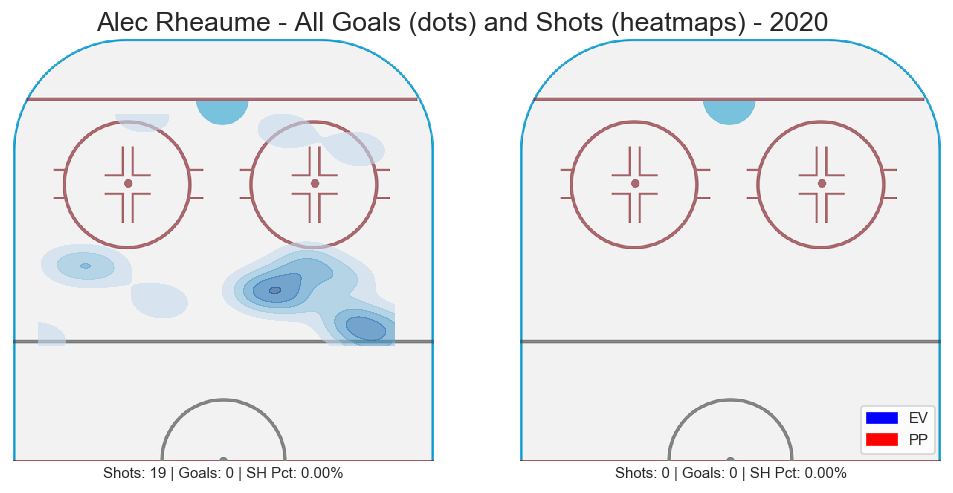 Alec Rheaume - All Goals (dots) and Shots (heatmaps) - 2020
EV
PP
Shots: 19 | Goals: 0 | SH Pct: 0.00%
Shots: 0 | Goals: 0 | SH Pct: 0.00%